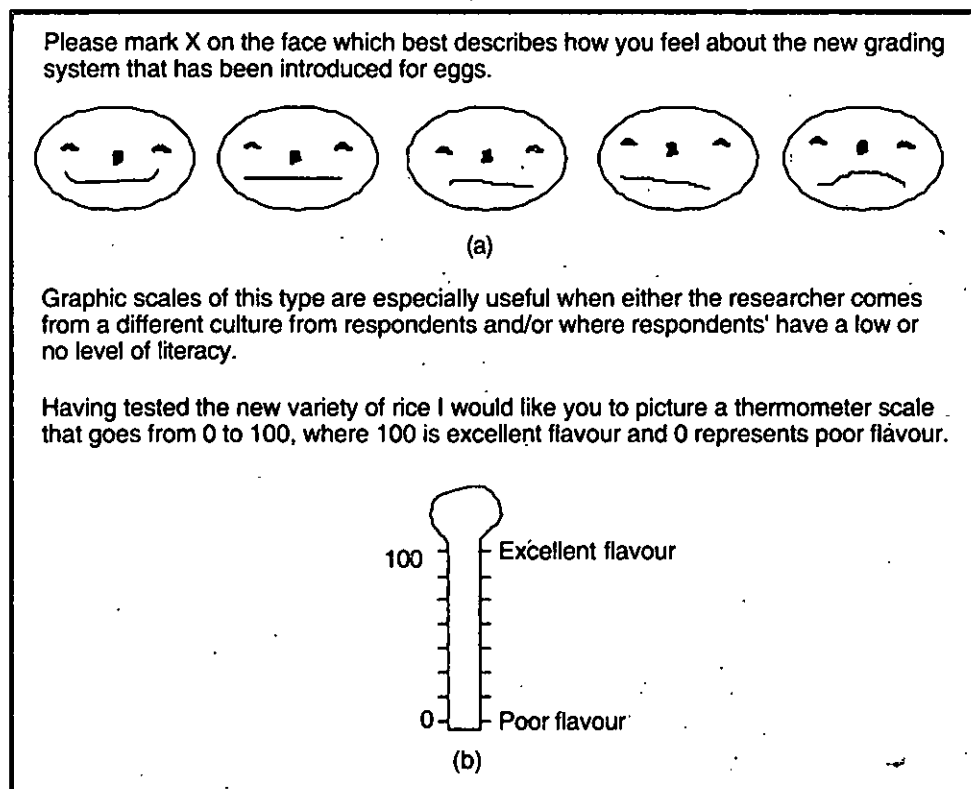 Please mark X on the face which best describes how you feel about the new grading
system that has been introduced for eggs.
(a)
Graphic scales of this type are especially useful when either the researcher comes
from a different culture from respondents and/or where respondents' have a low or
no level of literacy.
Having tested the new variety of rice I would like you to picture a thermometer scale
that goes from 0 to 100, where 100 is excellent flavour and 0 represents poor flavour.
100 Excellent flavour
0 Poor flavour
(b)